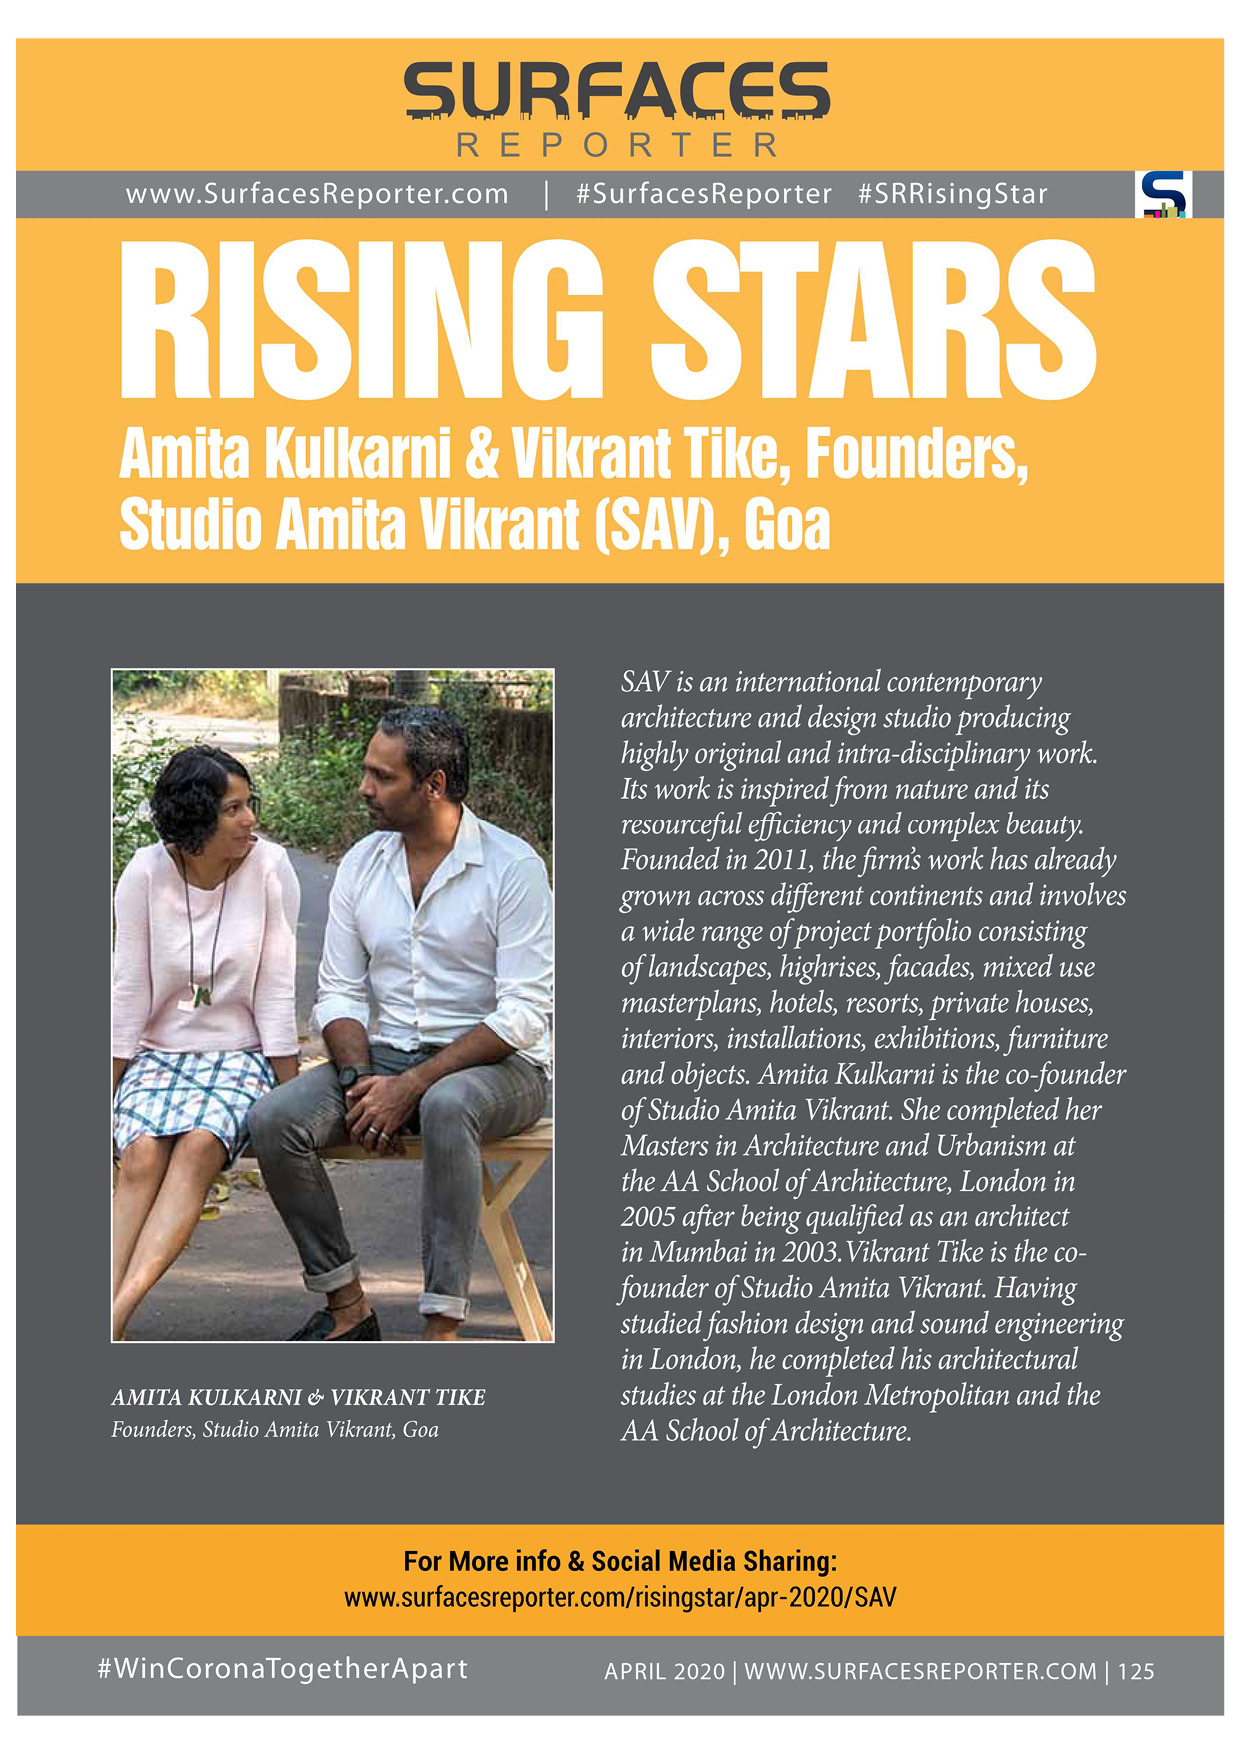 SURFACES
REPORTER
www.SurfacesReporter.com | #SurfacesReporter #SRRisingStar
S
RISING STARS
Amita Kulkarni & Vikrant Tike, Founders,
Studio Amita Vikrant (SAV), Goa
SAV is an international contemporary
architecture and design studio producing
highly original and intra-disciplinary work.
Its work is inspired from nature and its
resourceful efficiency and complex beauty.
Founded in 2011, the firm's work has already
grown across different continents and involves
a wide range of project portfolio consisting
of landscapes, highrises, facades, mixed use
masterplans, hotels, resorts, private houses,
interiors, installations, exhibitions, furniture
and objects. Amita Kulkarni is the co-founder
of Studio Amita Vikrant. She completed her
Masters in Architecture and Urbanism at
the AA School of Architecture, London in
2005 after being qualified as an architect
in Mumbai in 2003.Vikrant Tike is the co-
founder of Studio Amita Vikrant. Having
studied fashion design and sound engineering
in London, he completed his architectural
studies at the London Metropolitan and the
AA School of Architecture.
AMITA KULKARNI & VIKRANT TIKE
Founders, Studio Amita Vikrant, Goa
For More info & Social Media Sharing:
www.surfacesreporter.com/risingstar/apr-2020/SAV
#WinCoronaTogetherApart
APRIL 2020 | WWW.SURFACESREPORTER.COM | 125